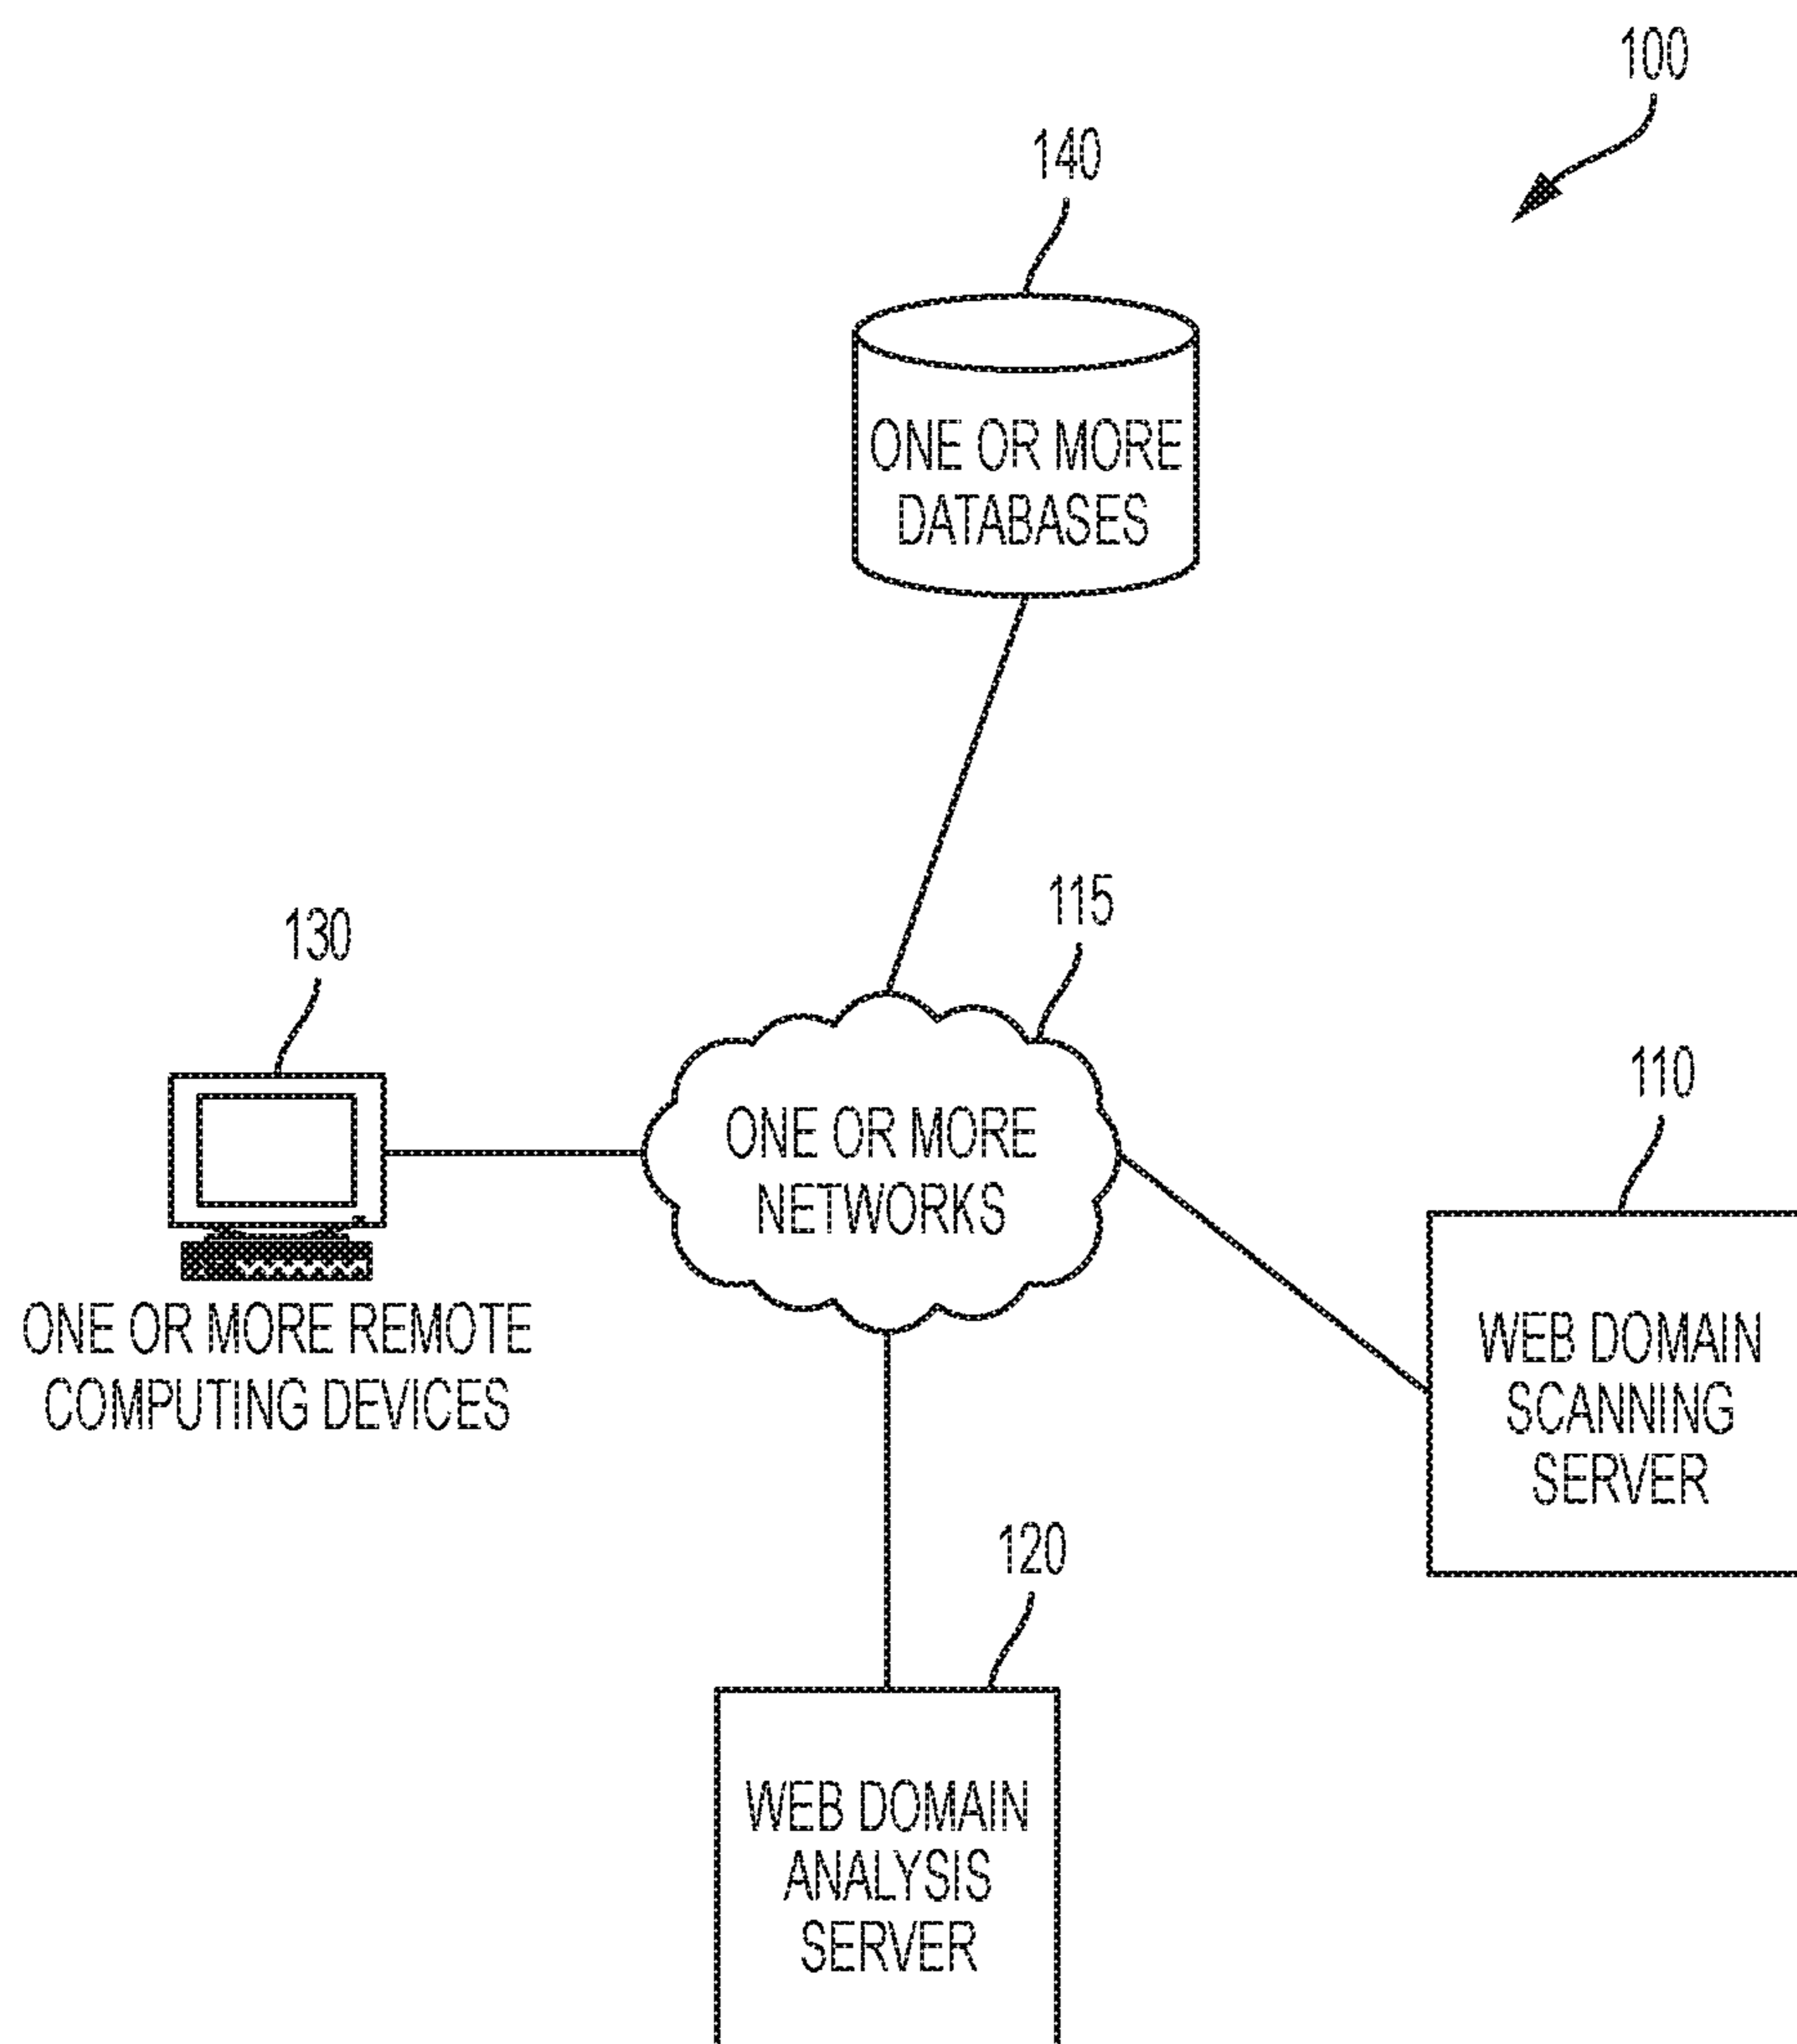 100
140
ONE OR MORE
DATABASES
115
130
ONE OR MORE
NETWORKS
110
ONE OR MORE REMOTE
COMPUTING DEVICES
WEB DOMAIN
SCANNING
SERVER
120
WEB DOMAIN
ANALYSIS
SERVER